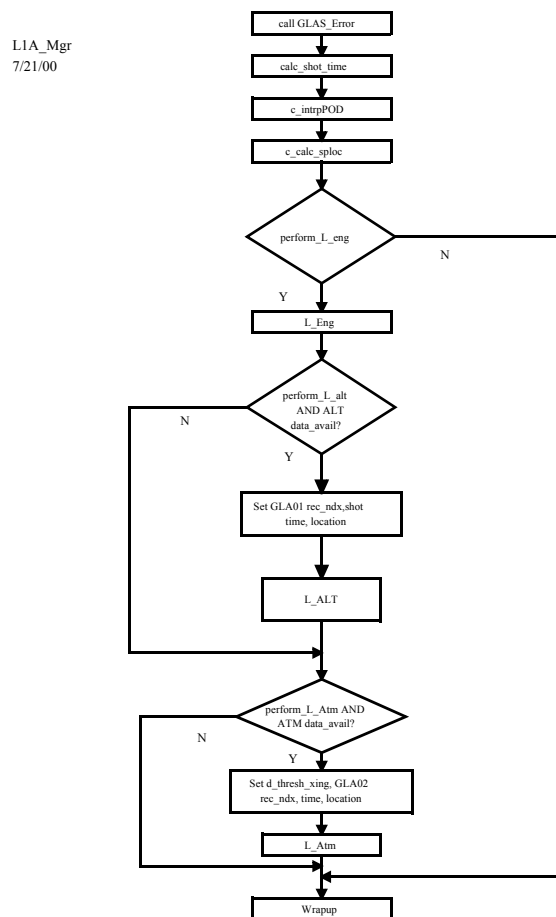 L1A_Mgr
7/21/00
call GLAS_Error
calc_shot_time
c_intrpPOD
c_calc_sploc
perform_L_eng
N
Y
L_Eng
perform_L_alt
AND ALT
data_avail?
N
Y
Set GLA01 rec_ndx,shot
time, location
L_ALT
perform_L_Atm AND
ATM data_avail?
N
Y
Set d_thresh_xing, GLA02
rec_ndx, time, location
L_Atm
Wrapup